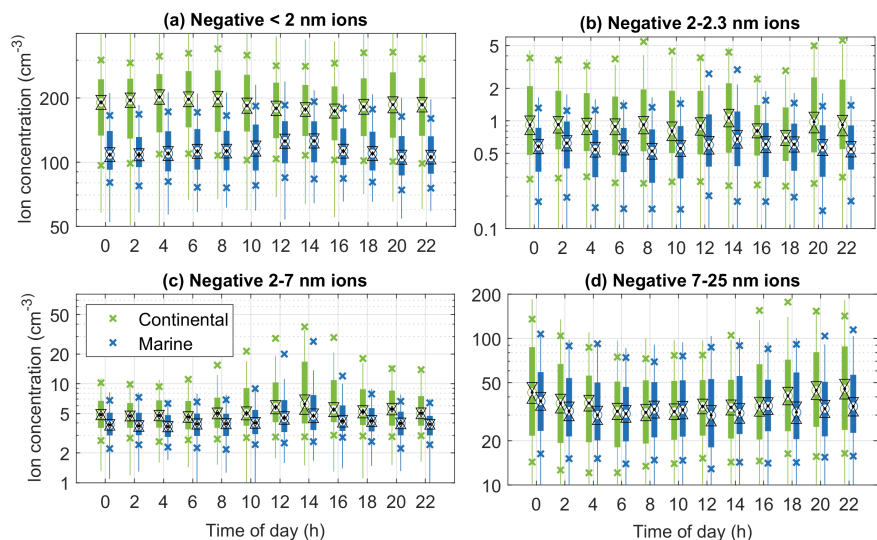 (a) Negative < 2 nm ions
Ion concentration (cm-3)
200
100
50
0 2 4 6 8 10 12 14 16 18 20 22
(b) Negative 2-2.3 nm ions
5
1
0.5
0.1
0 2 4 6 8 10 12 14 16 18 20 22
(c) Negative 2-7 nm ions
Ion concentration (cm-3)
80
40
20
10
5
2
1
Continental
Marine
0 2 4 6 8 10 12 14 16 18 20 22
Time of day (h)
(d) Negative 7-25 nm ions
200
100
50
20
10
0 2 4 6 8 10 12 14 16 18 20 22
Time of day (h)